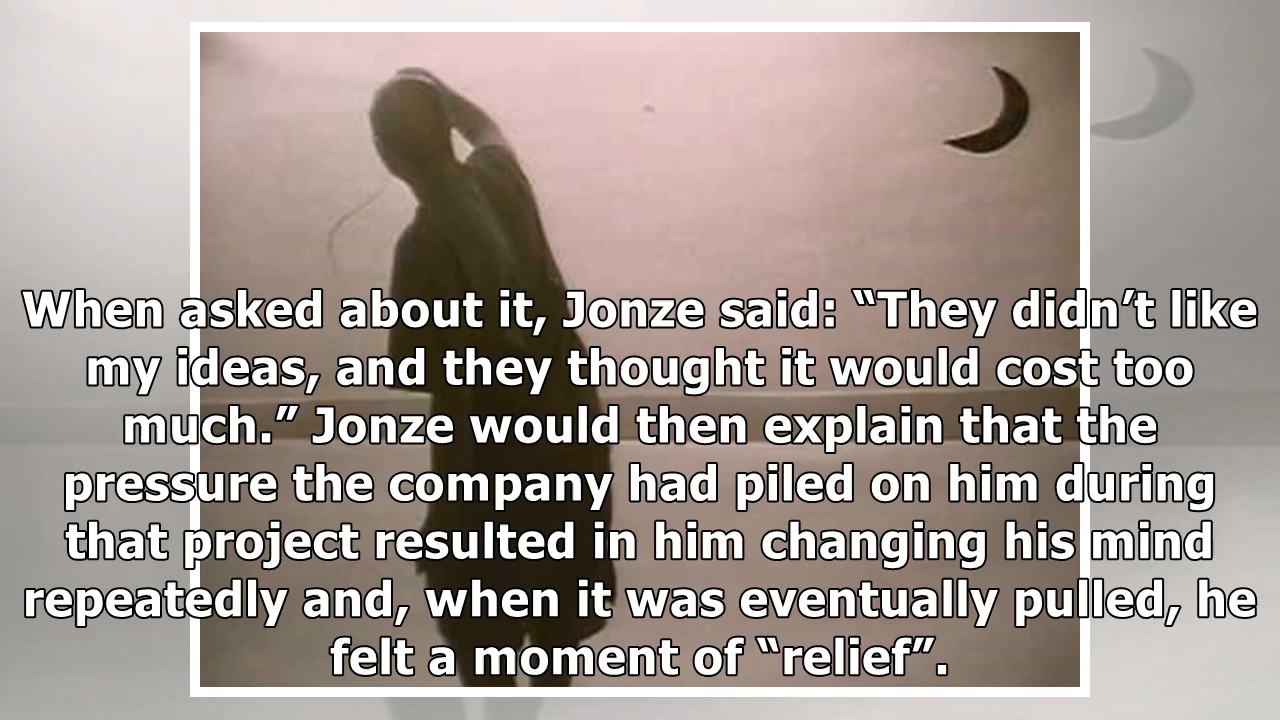 When asked about it, Jonze said: “They didn’t like
my ideas, and they thought it would cost too
much.” Jonze would then explain that the
pressure the company had piled on him during
that project resulted in him changing his mind
repeatedly and, when it was eventually pulled, he
felt a moment of “relief”.